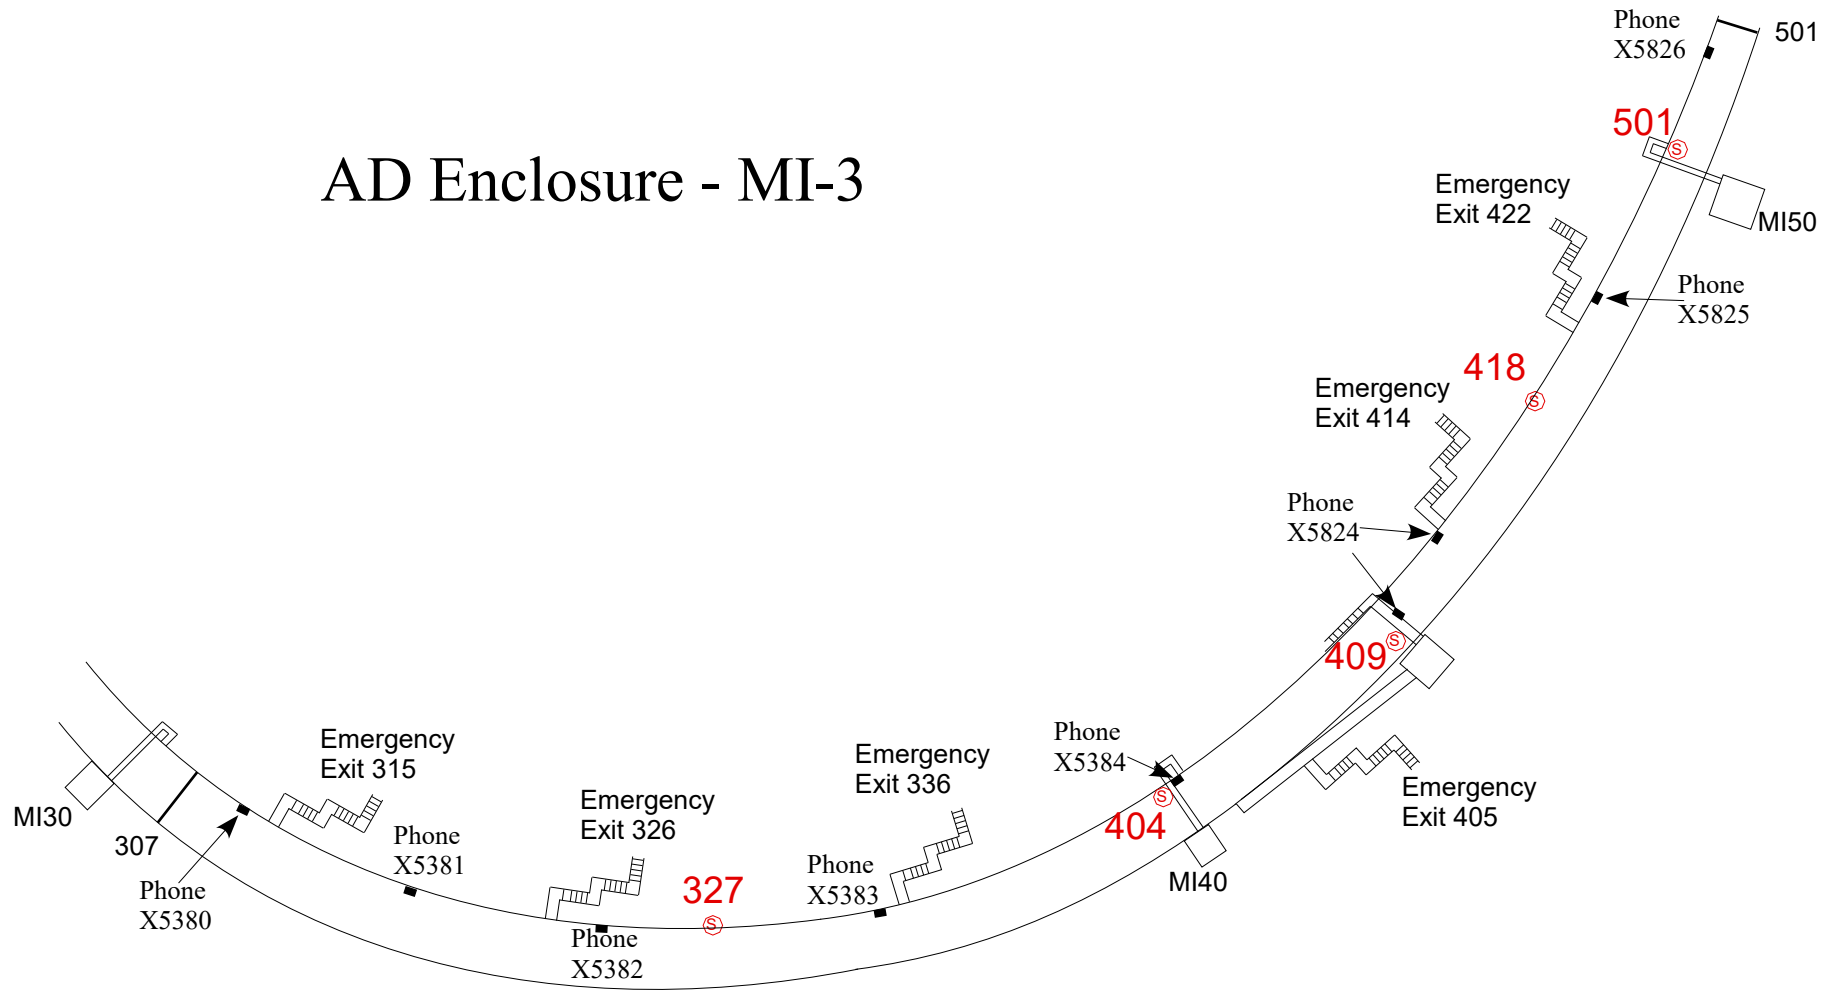 Phone
X5826
501
501
S
AD Enclosure - MI-3
Emergency
Exit 422
MI50
Phone
X5825
418
S
Emergency
Exit 414
Phone
X5824
409
S
Emergency
Exit 405
Phone
X5384
S
404
MI40
Emergency
Exit 336
Phone
X5383
327
S
Emergency
Exit 326
Phone
X5382
Emergency
Exit 315
Phone
X5381
MI30
307
Phone
X5380